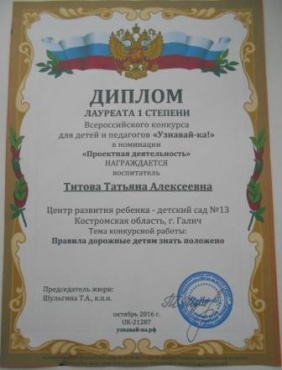 ДИПЛОМ
ЛАУРЕАТА 1 СТЕПЕНИ
Всероссийского конкурса
для детей и педагогов «Узнавай-ка!»
в номинации
«Проектная деятельность»
НАГРАЖДАЕТСЯ
воспитатель
Титова Татьяна Алексеевна
Центр развития ребенка - детский сад №13
Костромская область, г. Галич
Тема конкурсной работы:
Правила дорожные детям знать положено
Председатель жюри:
Шульгина Т.А., к.п.н.
октябрь 2016 г.
UK-21287
узнавай-ка.рф